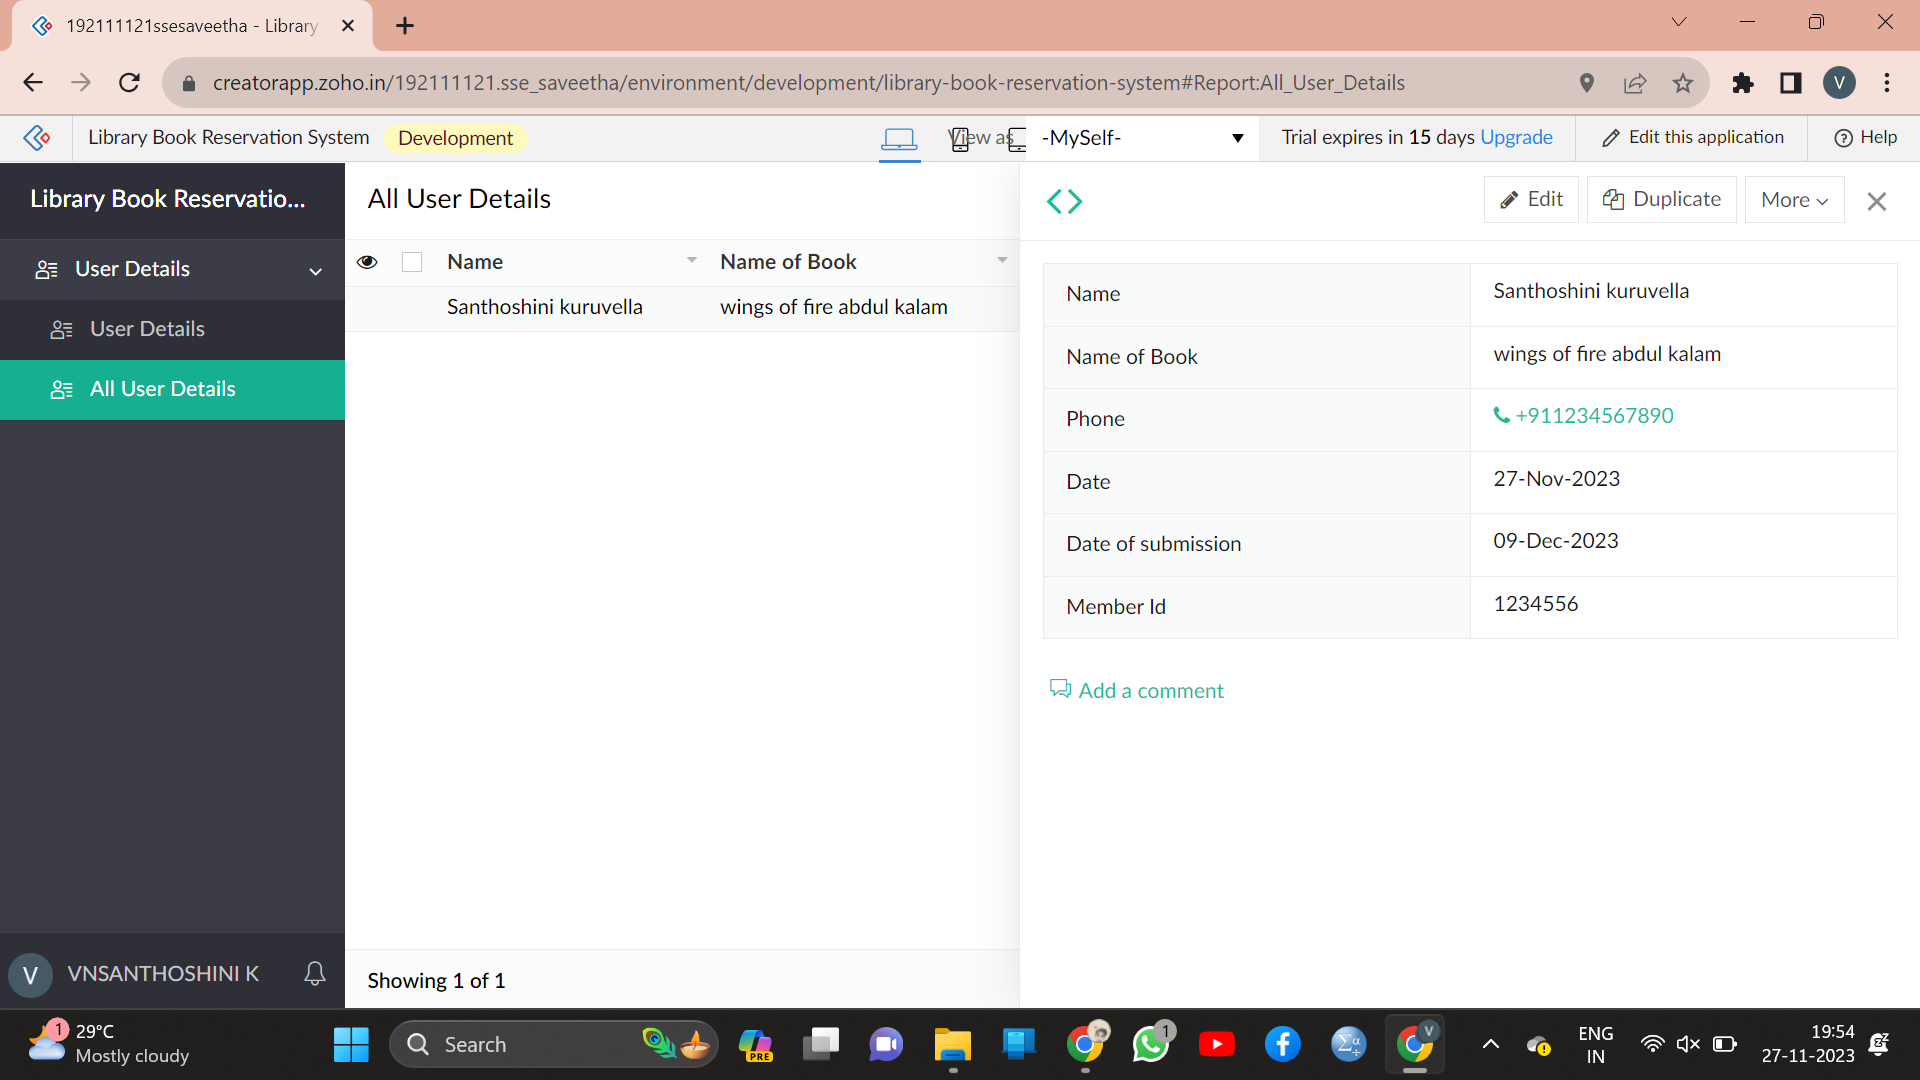 192111121ssesaveetha - Library
creatorapp.zoho.in/192111121.sse_saveetha/environment/development/library-book-reservation-system#Report:All_User_Details
V
Library Book Reservation System
Development
View as
-MySelf-
Trial expires in 15 days Upgrade
Edit this application
Help
Library Book Reservatio...
User Details
User Details
All User Details
VNSANTHOSHINI K
V
All User Details
Name
Name of Book
Santhoshini kuruvella
wings of fire abdul kalam
Showing 1 of 1
Edit
Duplicate
More
Name
Santhoshini kuruvella
Name of Book
wings of fire abdul kalam
Phone
+911234567890
Date
27-Nov-2023
Date of submission
09-Dec-2023
Member Id
1234556
Add a comment
1
29°C
Mostly cloudy
Search
PRE
1
V
ENG
IN
19:54
27-11-2023